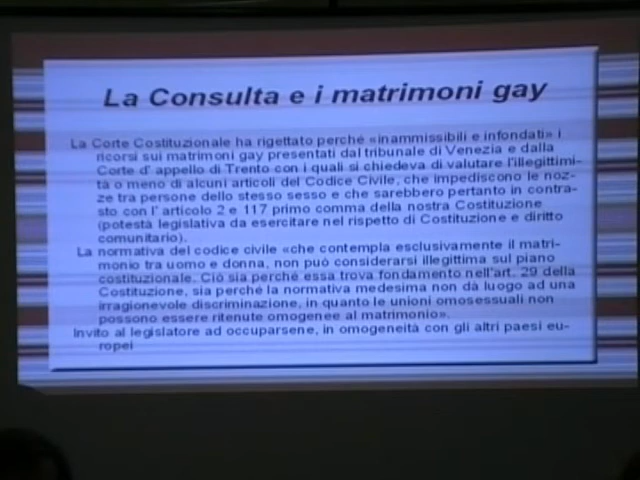 La Consulta e i matrimoni gay
La Corte Costituzionale ha rigettato perché «inammissibili e infondati» i
ricorsi sui matrimoni gay presentati dal tribunale di Venezia e dalla
Corte d' appello di Trento con i quali si chiedeva di valutare l'illegittimi-
tà o meno di alcuni articoli del Codice Civile, che impediscono le noz-
ze tra persone dello stesso sesso e che sarebbero pertanto in contra-
sto con l' articolo 2 e 117 primo comma della nostra Costituzione
(potestà legislativa da esercitare nel rispetto di Costituzione e diritto
comunitario).
La normativa del codice civile «che contempla esclusivamente il matri-
monio tra uomo e donna, non può considerarsi illegittima sul piano
costituzionale. Ciò sia perché essa trova fondamento nell'art. 29 della
Costituzione, sia perché la normativa medesima non dà luogo ad una
irragionevole discriminazione, in quanto le unioni omosessuali non
possono essere ritenute omogenee al matrimonio».
Invito al legislatore ad occuparsene, in omogeneità con gli altri paesi eu-
ropei